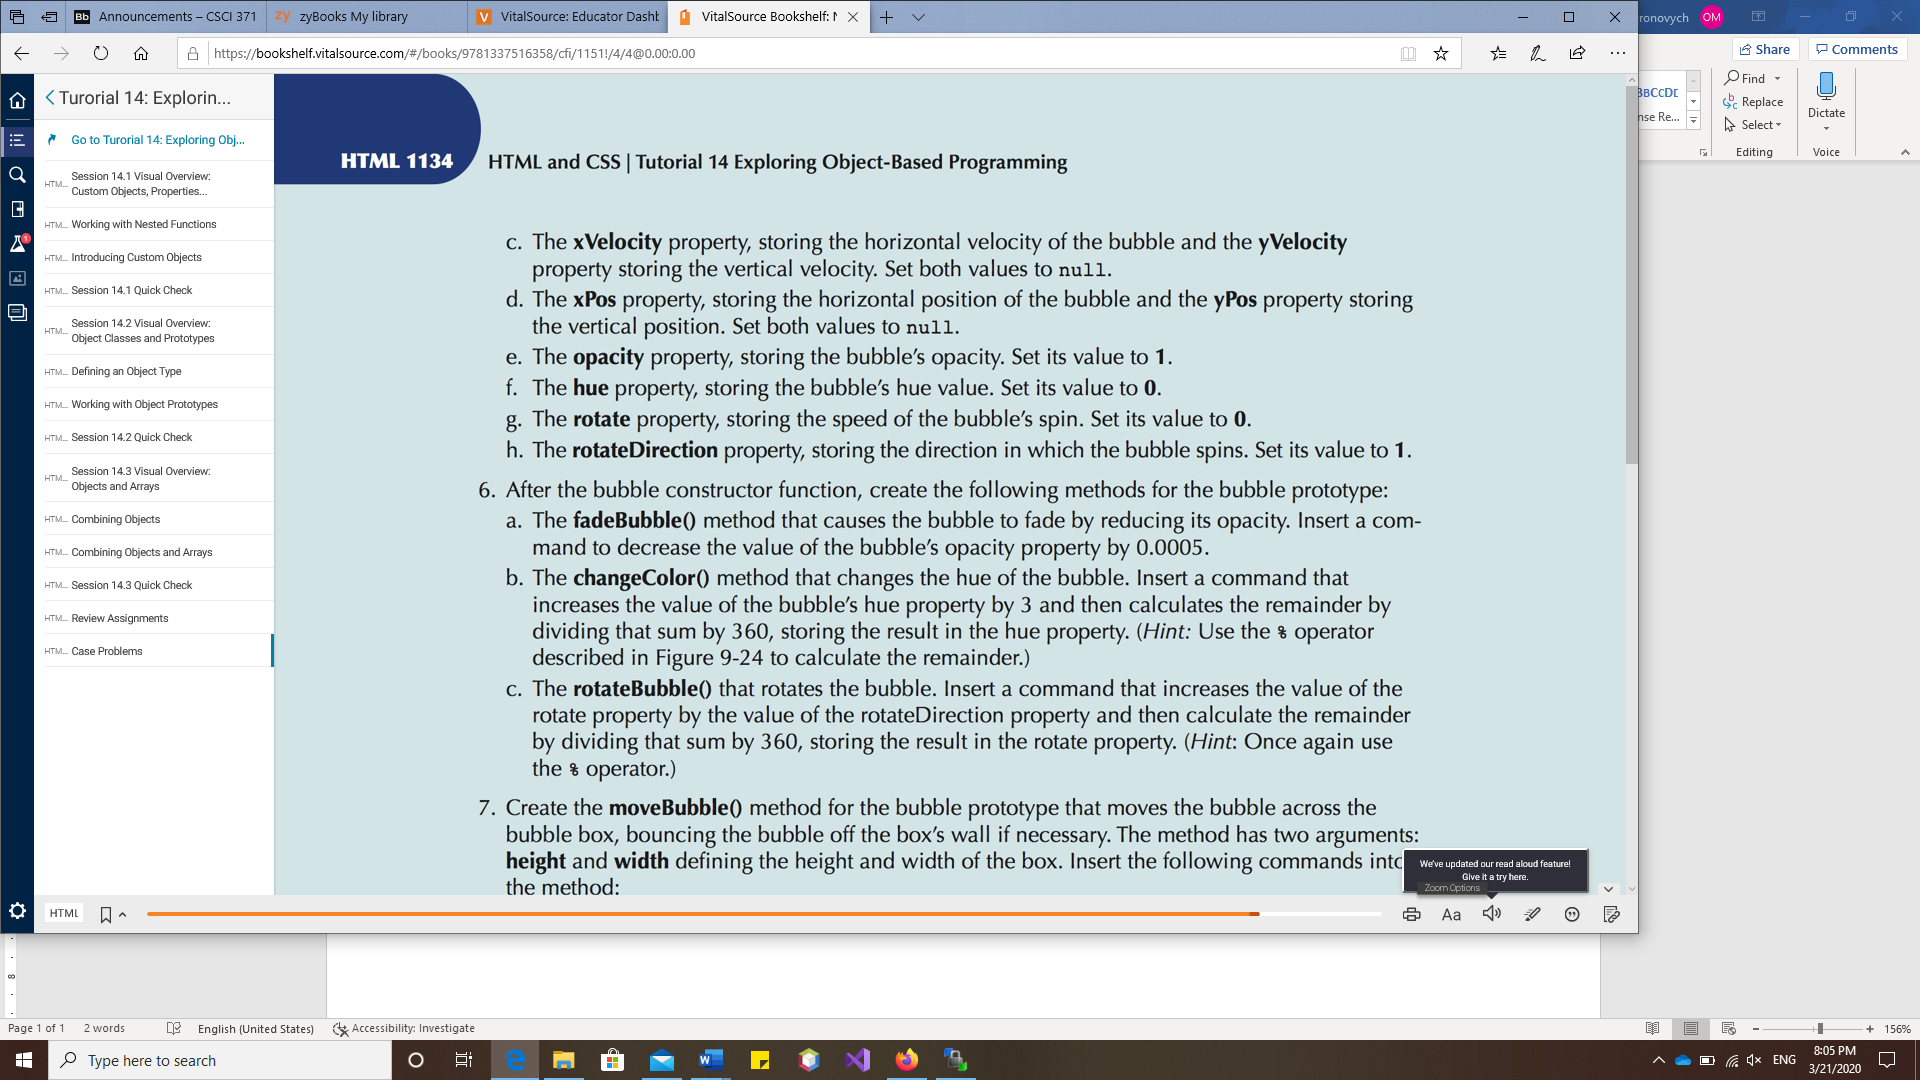 Announcements – CSCI 371
zyBooks My library
VitalSource: Educator Dashb
VitalSource Bookshelf: N
ronovych
OM
https://bookshelf.vitalsource.com/#/books/9781337516358/cfi/1151!/4/4@0.00:0.00
Share
Comments
Find
Replace
Select
Editing
Dictate
Voice
nse Re...
Turorial 14: Explorin...
Go to Turorial 14: Exploring Obj...
HTM... Session 14.1 Visual Overview: Custom Objects, Properties...
HTM... Working with Nested Functions
HTM... Introducing Custom Objects
HTM... Session 14.1 Quick Check
HTM... Session 14.2 Visual Overview: Object Classes and Prototypes
HTM... Defining an Object Type
HTM... Working with Object Prototypes
HTM... Session 14.2 Quick Check
HTM... Session 14.3 Visual Overview: Objects and Arrays
HTM... Combining Objects
HTM... Combining Objects and Arrays
HTM... Session 14.3 Quick Check
HTM... Review Assignments
HTM... Case Problems
HTML 1134
HTML and CSS | Tutorial 14 Exploring Object-Based Programming
c. The xVelocity property, storing the horizontal velocity of the bubble and the yVelocity
property storing the vertical velocity. Set both values to null.
d. The xPos property, storing the horizontal position of the bubble and the yPos property storing
the vertical position. Set both values to null.
e. The opacity property, storing the bubble's opacity. Set its value to 1.
f. The hue property, storing the bubble's hue value. Set its value to 0.
g. The rotate property, storing the speed of the bubble's spin. Set its value to 0.
h. The rotateDirection property, storing the direction in which the bubble spins. Set its value to 1.
6. After the bubble constructor function, create the following methods for the bubble prototype:
a. The fadeBubble() method that causes the bubble to fade by reducing its opacity. Insert a com-
mand to decrease the value of the bubble's opacity property by 0.0005.
b. The changeColor() method that changes the hue of the bubble. Insert a command that
increases the value of the bubble's hue property by 3 and then calculates the remainder by
dividing that sum by 360, storing the result in the hue property. (Hint: Use the % operator
described in Figure 9-24 to calculate the remainder.)
c. The rotateBubble() that rotates the bubble. Insert a command that increases the value of the
rotate property by the value of the rotateDirection property and then calculate the remainder
by dividing that sum by 360, storing the result in the rotate property. (Hint: Once again use
the % operator.)
7. Create the moveBubble() method for the bubble prototype that moves the bubble across the
bubble box, bouncing the bubble off the box's wall if necessary. The method has two arguments:
height and width defining the height and width of the box. Insert the following commands into
the method:
We've updated our read aloud feature!
Give it a try here.
Zoom Options
HTML
Aa
8
Page 1 of 1
2 words
English (United States)
Accessibility: Investigate
156%
Type here to search
ENG
8:05 PM
3/21/2020